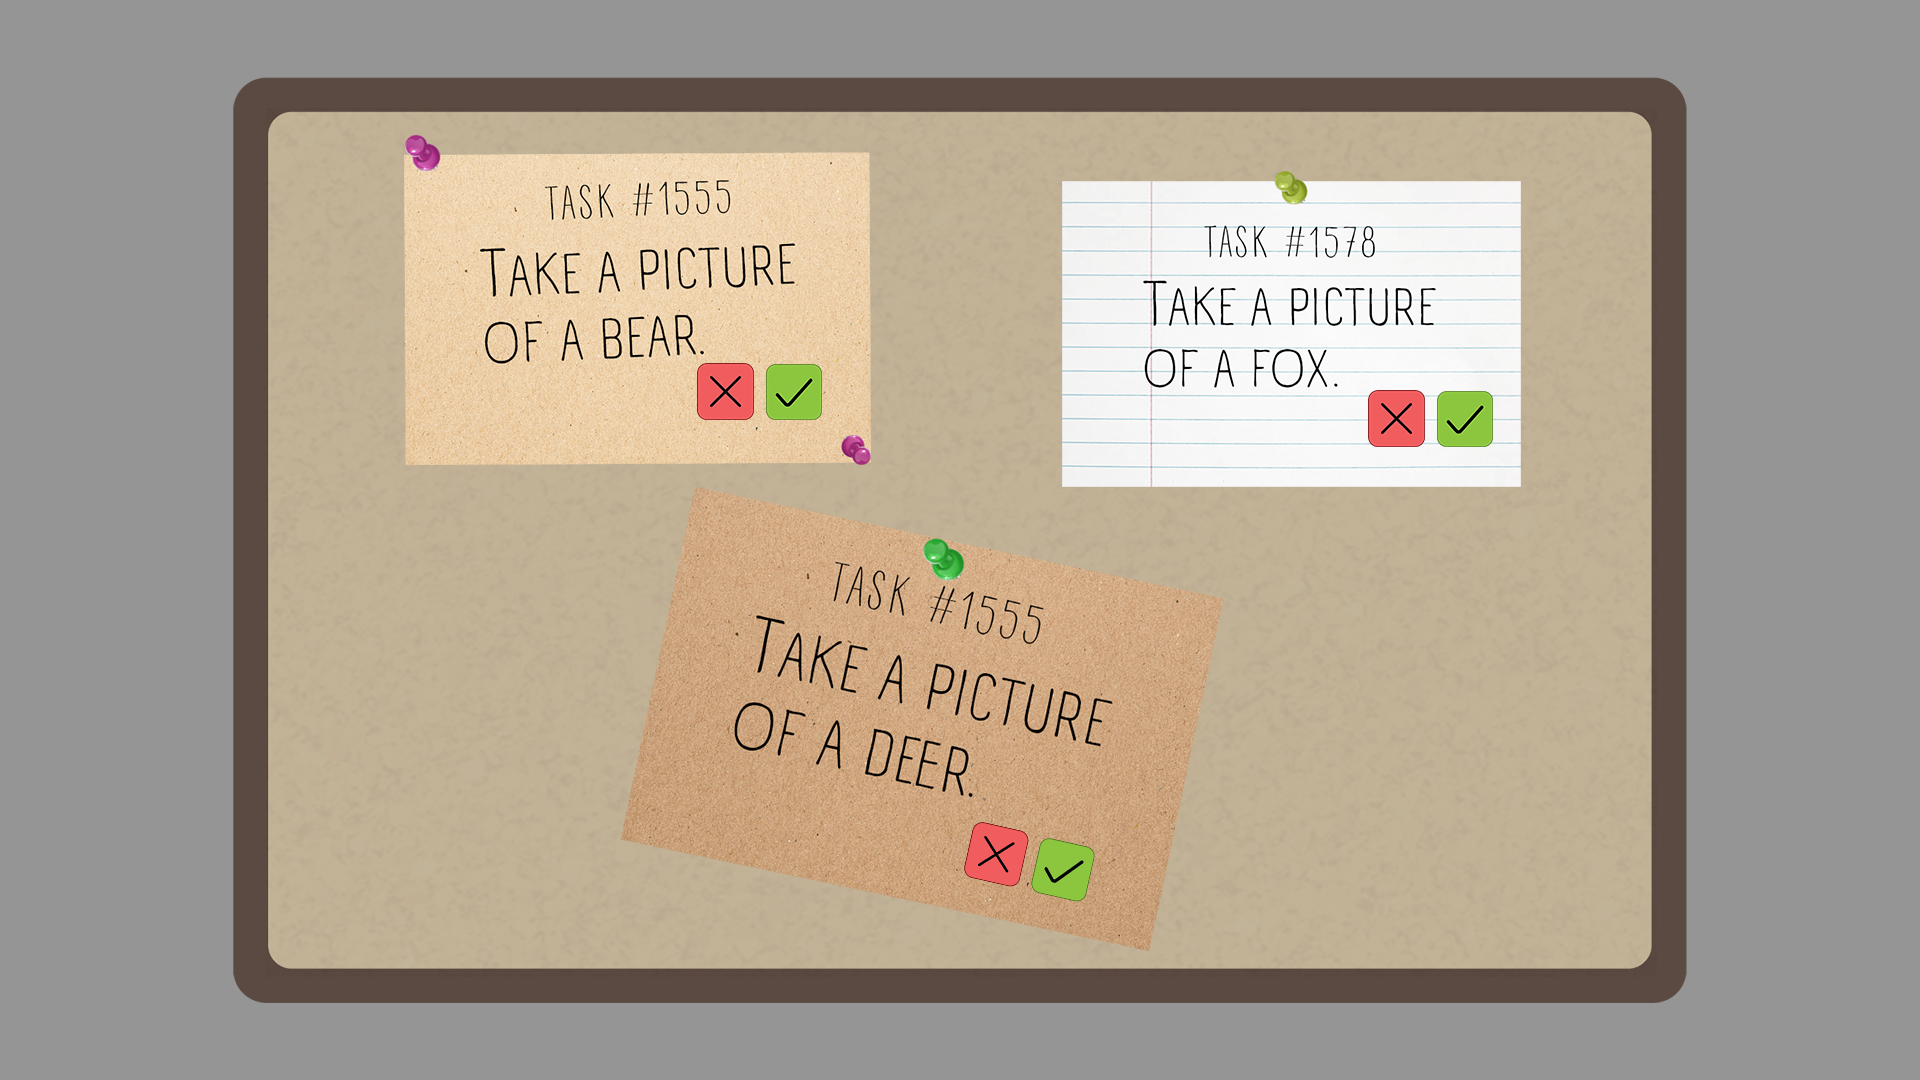 TASK #1555
TAKE A PICTURE
OF A BEAR.
TASK #1578
TAKE A PICTURE
OF A FOX.
TASK #1555
TAKE A PICTURE
OF A DEER.